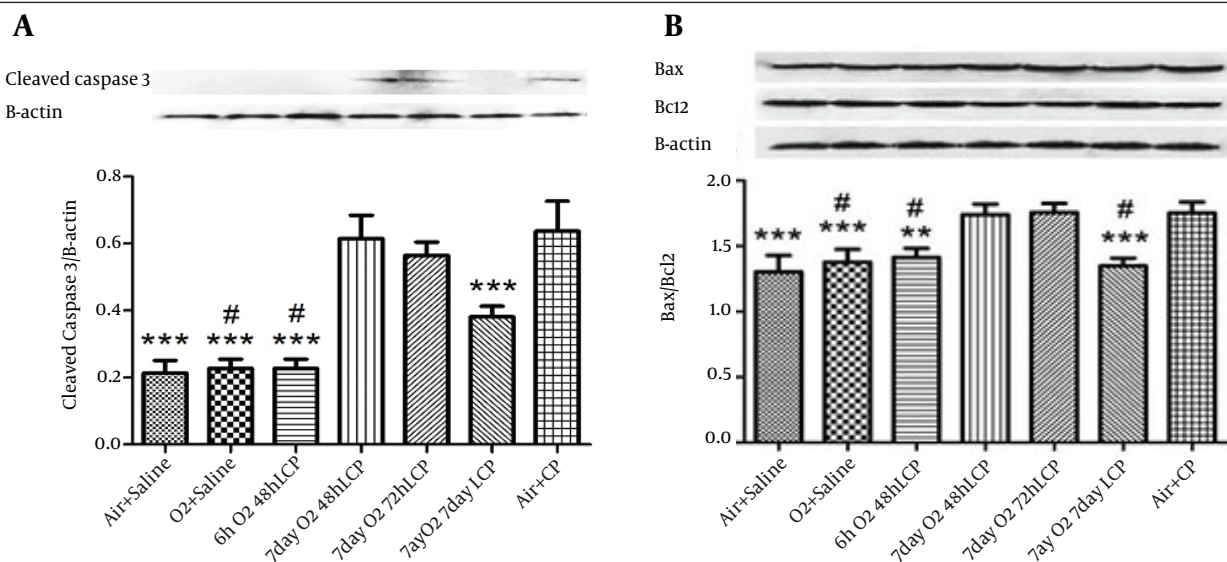 A
Cleaved caspase 3
B-actin
Cleaved Caspase 3/B-actin
0.8
0.6
0.4
0.2
0.0
***
#
***
#
***
***
Air+Saline
O2+Saline
6h O2 48hLCP
7day O2 48hLCP
7day O2 72hLCP
7ayO2 7day LCP
Air+CP
B
Bax
Bc12
B-actin
Bax/Bcl2
2.0
1.5
1.0
0.5
0.0
***
#
***
#
**
#
***
Air+Saline
O2+Saline
6h O2 48hLCP
7day O2 48hLCP
7day O2 72hLCP
7ay O2 7day LCP
Air+CP